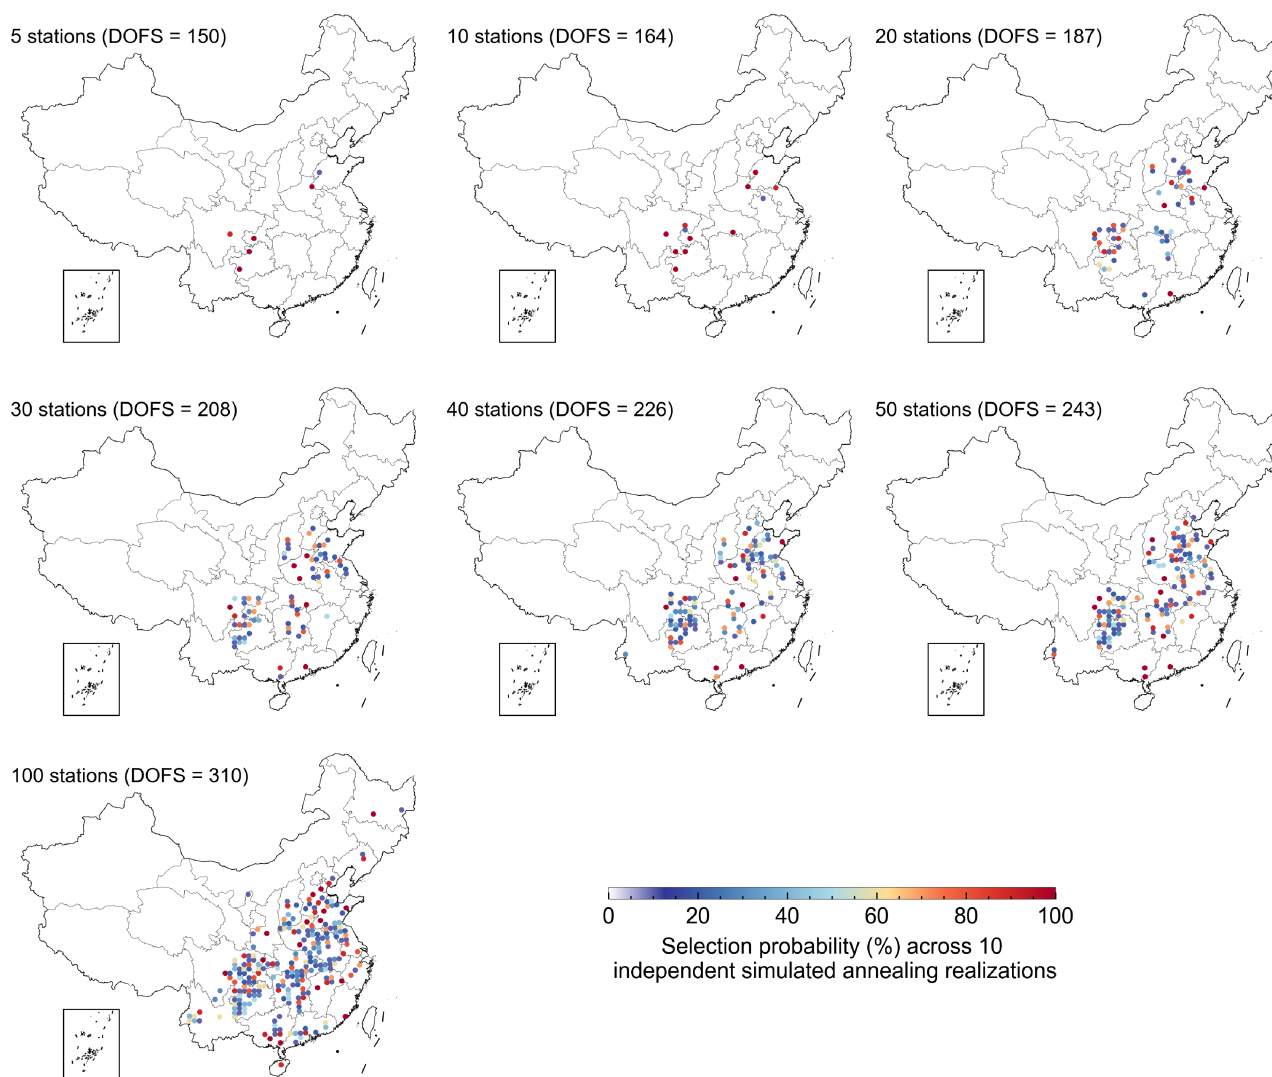 5 stations (DOFS = 150)
10 stations (DOFS = 164)
20 stations (DOFS = 187)
30 stations (DOFS = 208)
40 stations (DOFS = 226)
50 stations (DOFS = 243)
100 stations (DOFS = 310)
0 20 40 60 80 100
Selection probability (%) across 10
independent simulated annealing realizations